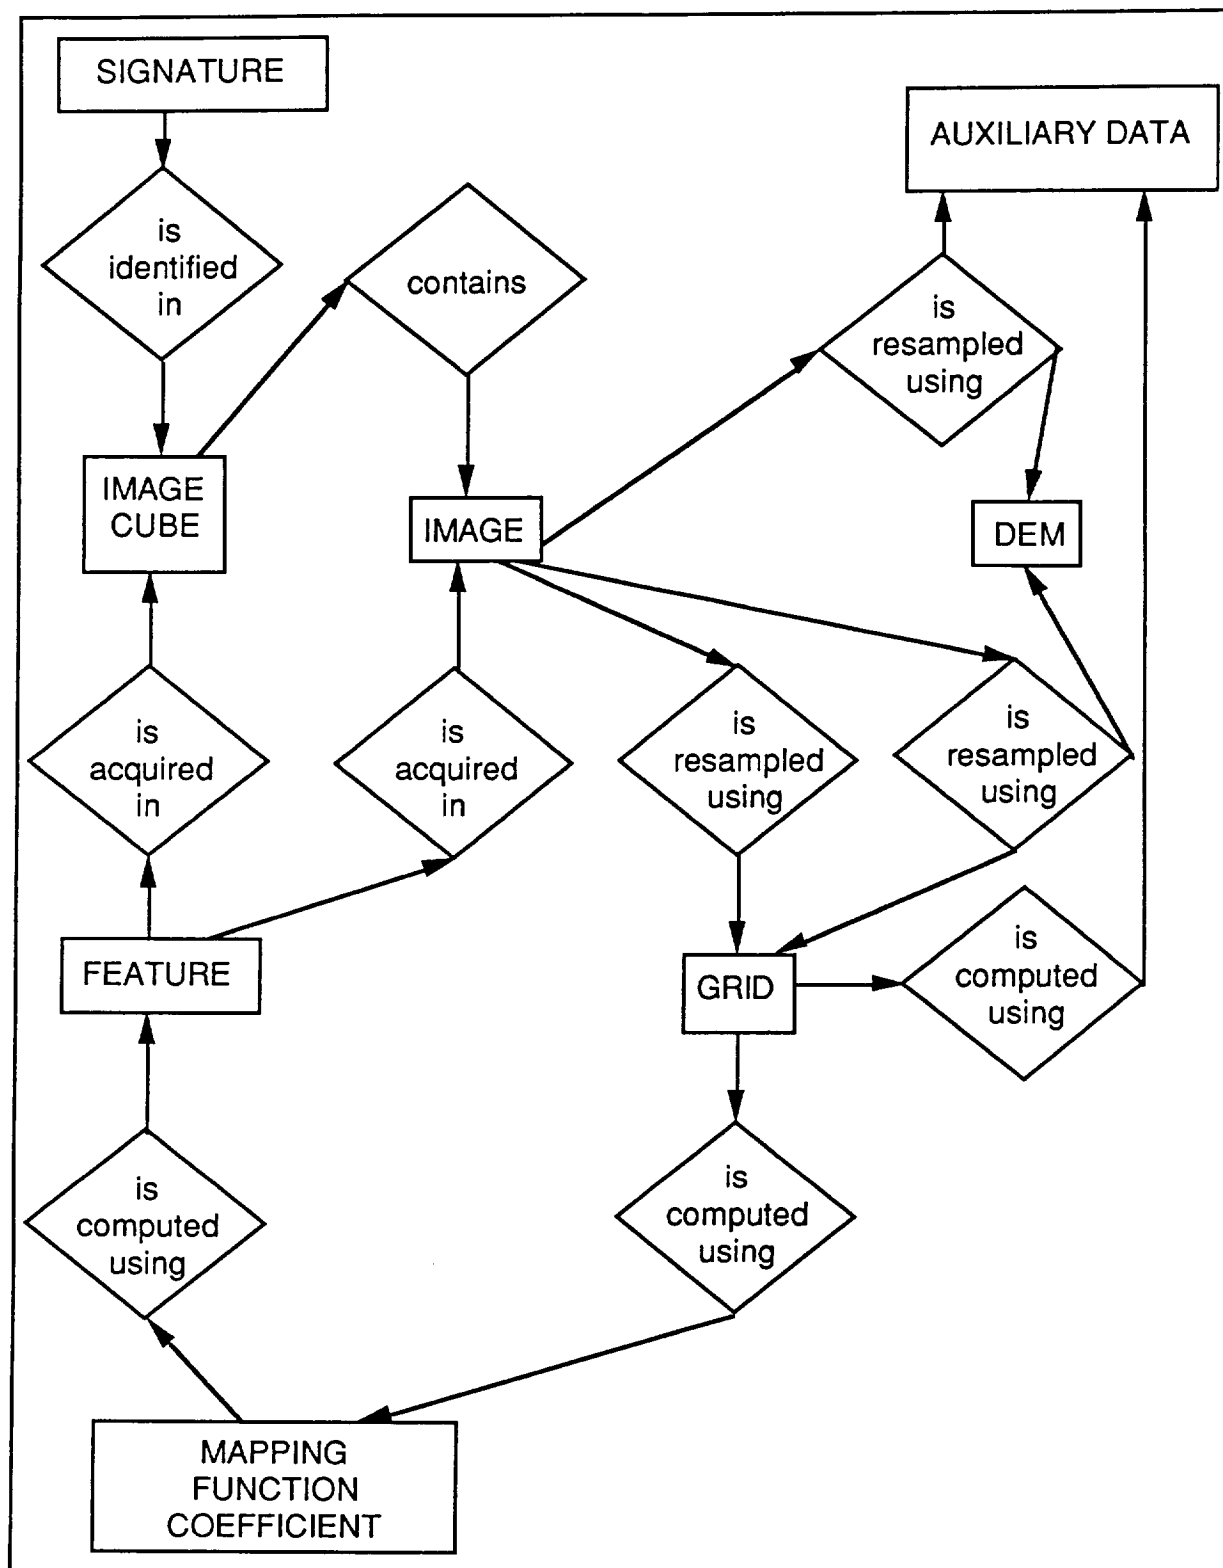 SIGNATURE
AUXILIARY DATA
is
identified
in
contains
is
resampled
using
IMAGE
CUBE
IMAGE
DEM
is
acquired
in
is
acquired
in
is
resampled
using
is
resampled
using
FEATURE
GRID
is
computed
using
is
computed
using
is
computed
using
MAPPING
FUNCTION
COEFFICIENT